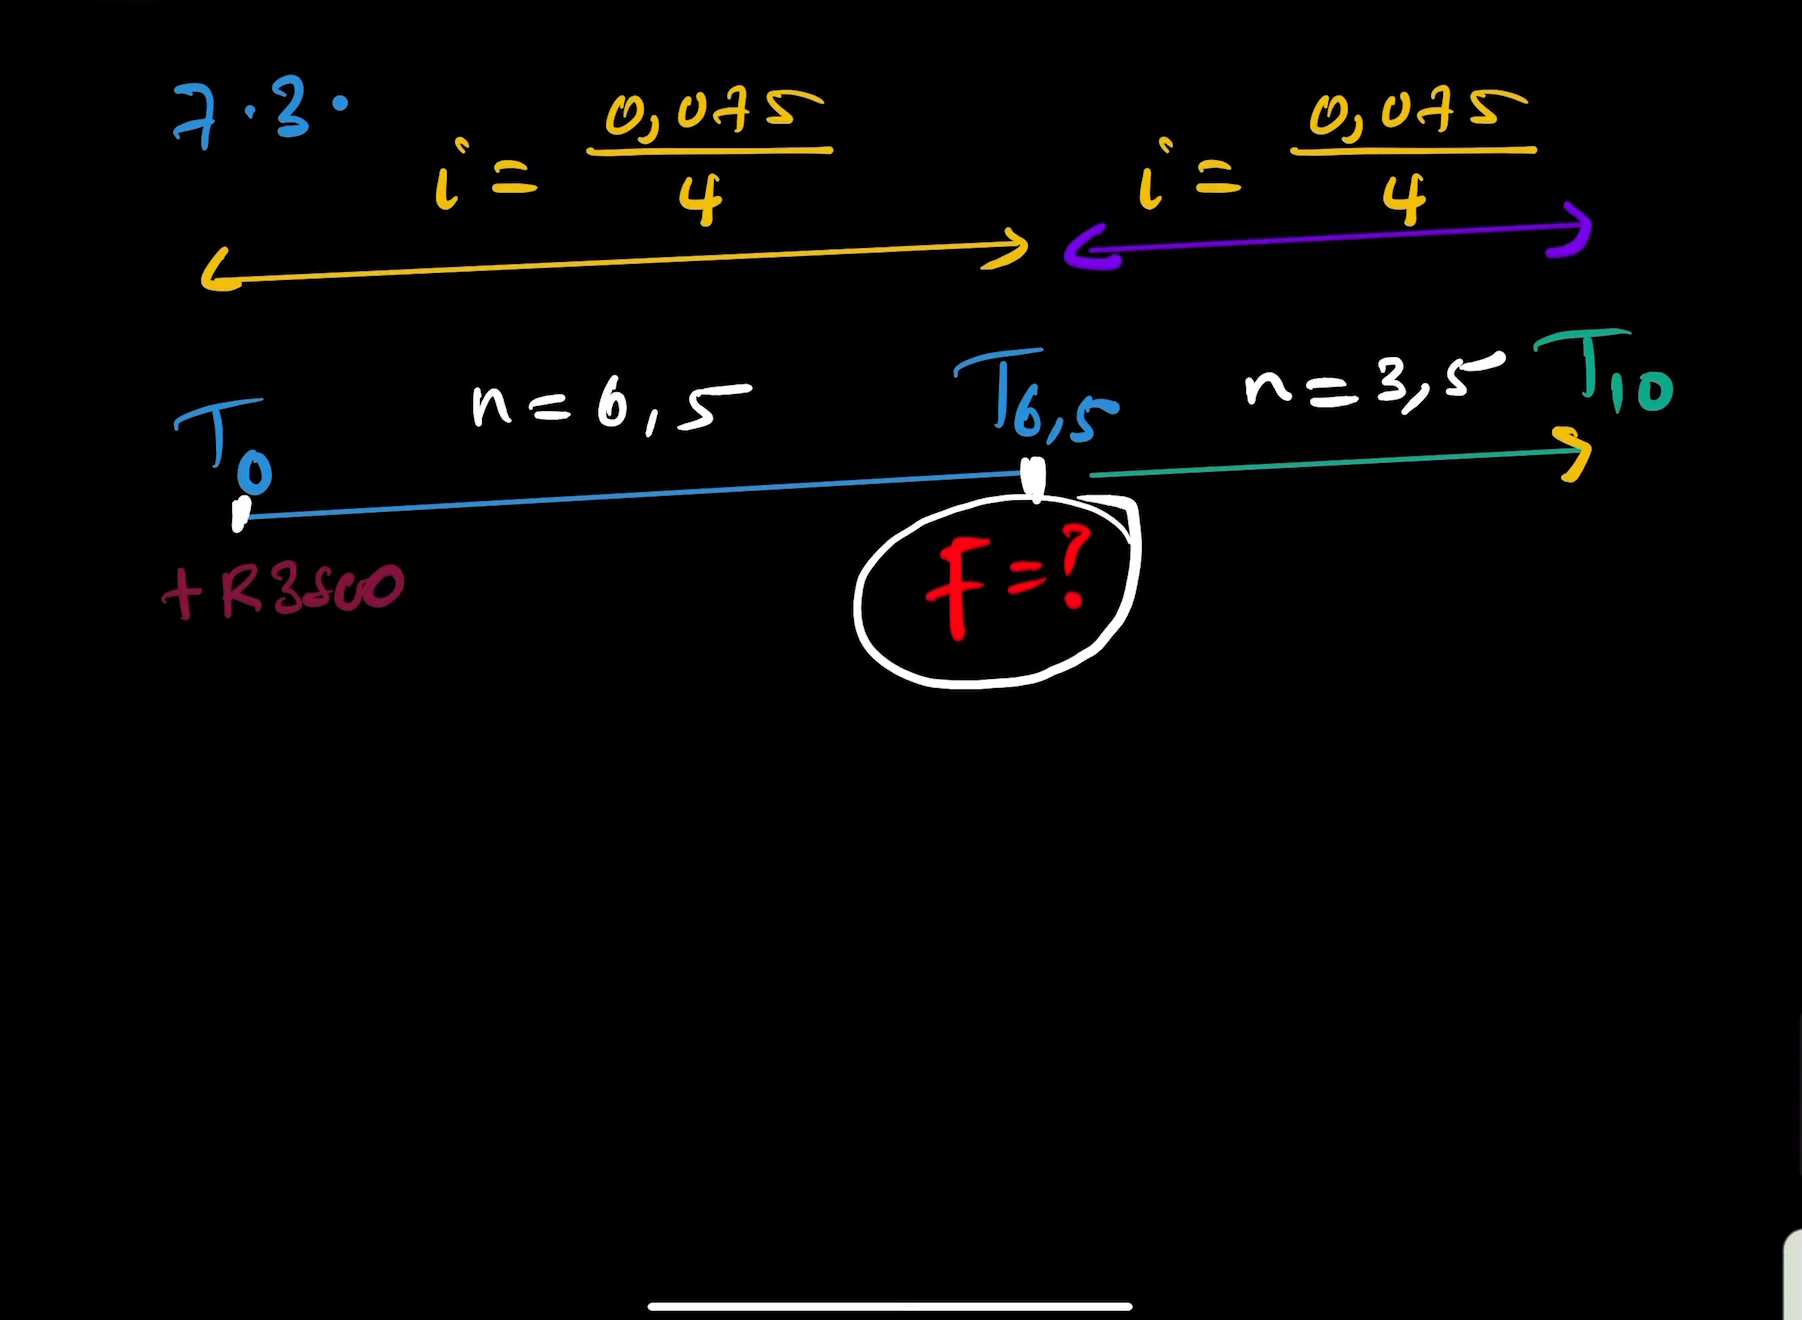 7.3.
i = 0,075 / 4
i = 0,075 / 4
T0
n = 6,5
T6,5
n = 3,5
T10
+ R3500
F = ?